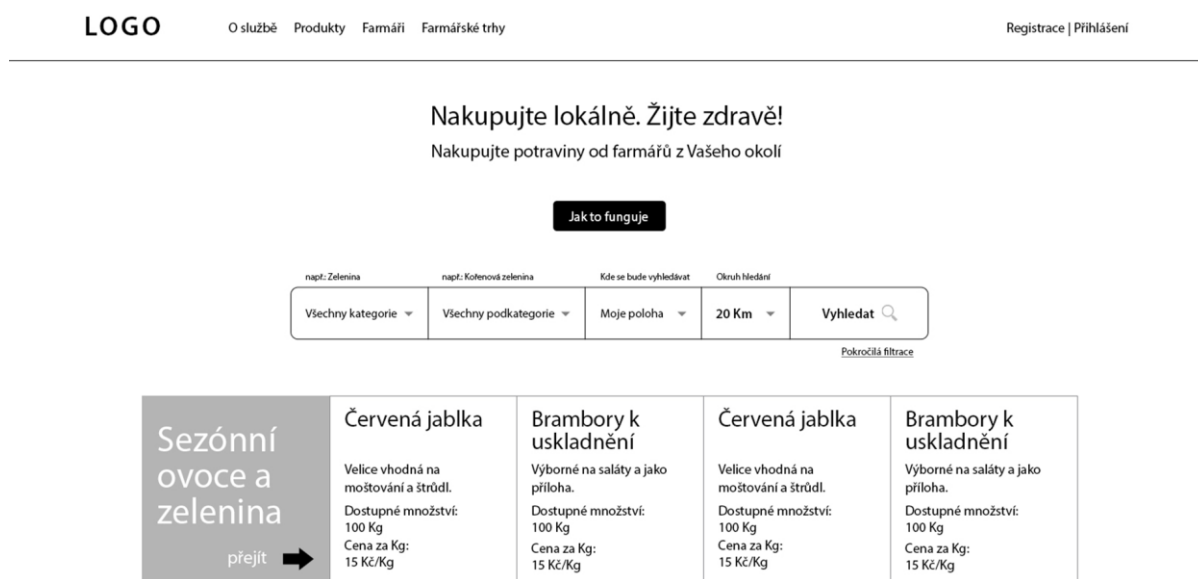 LOGO
O službě Produkty Farmáři Farmářské trhy
Registrace | Přihlášení
Nakupujte lokálně. Žijte zdravě!
Nakupujte potraviny od farmářů z Vašeho okolí
Jak to funguje
např.: Zelenina
např.: Kořenová zelenina
Kde se bude vyhledávat
Okruh hledání
Všechny kategorie
Všechny podkategorie
Moje poloha
20 Km
Vyhledat
Pokročilá filtrace
Sezónní
ovoce a
zelenina
přejít
Červená jablka
Velice vhodná na
moštování a štrůdl.
Dostupné množství:
100 Kg
Cena za Kg:
15 Kč/Kg
Brambory k
uskladnění
Výborné na saláty a jako
příloha.
Dostupné množství:
100 Kg
Cena za Kg:
15 Kč/Kg
Červená jablka
Velice vhodná na
moštování a štrůdl.
Dostupné množství:
100 Kg
Cena za Kg:
15 Kč/Kg
Brambory k
uskladnění
Výborné na saláty a jako
příloha.
Dostupné množství:
100 Kg
Cena za Kg:
15 Kč/Kg